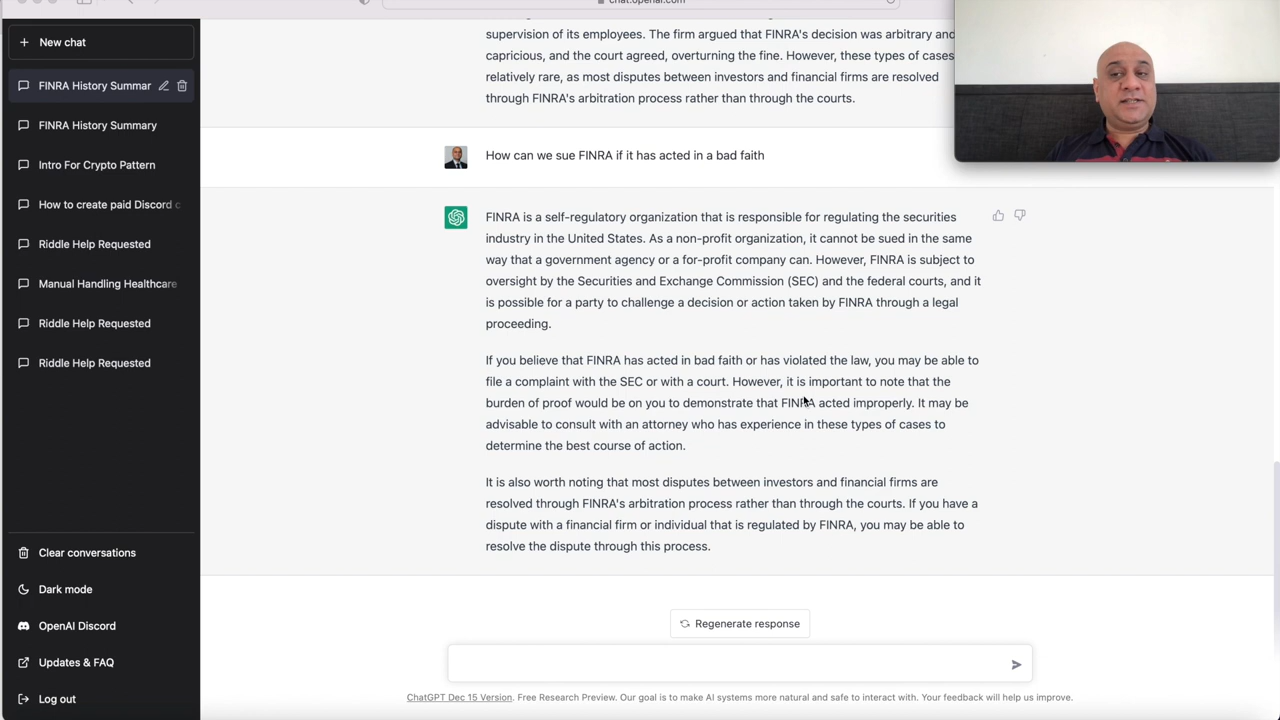 chat.openai.com
New chat
FINRA History Summar
FINRA History Summary
Intro For Crypto Pattern
How to create paid Discord c
Riddle Help Requested
Manual Handling Healthcare
Riddle Help Requested
Riddle Help Requested
Clear conversations
Dark mode
OpenAI Discord
Updates & FAQ
Log out
supervision of its employees. The firm argued that FINRA's decision was arbitrary and
capricious, and the court agreed, overturning the fine. However, these types of cases
relatively rare, as most disputes between investors and financial firms are resolved
through FINRA's arbitration process rather than through the courts.
How can we sue FINRA if it has acted in a bad faith
FINRA is a self-regulatory organization that is responsible for regulating the securities
industry in the United States. As a non-profit organization, it cannot be sued in the same
way that a government agency or a for-profit company can. However, FINRA is subject to
oversight by the Securities and Exchange Commission (SEC) and the federal courts, and it
is possible for a party to challenge a decision or action taken by FINRA through a legal
proceeding.
If you believe that FINRA has acted in bad faith or has violated the law, you may be able to
file a complaint with the SEC or with a court. However, it is important to note that the
burden of proof would be on you to demonstrate that FINRA acted improperly. It may be
advisable to consult with an attorney who has experience in these types of cases to
determine the best course of action.
It is also worth noting that most disputes between investors and financial firms are
resolved through FINRA's arbitration process rather than through the courts. If you have a
dispute with a financial firm or individual that is regulated by FINRA, you may be able to
resolve the dispute through this process.
Regenerate response
ChatGPT Dec 15 Version. Free Research Preview. Our goal is to make AI systems more natural and safe to interact with. Your feedback will help us improve.